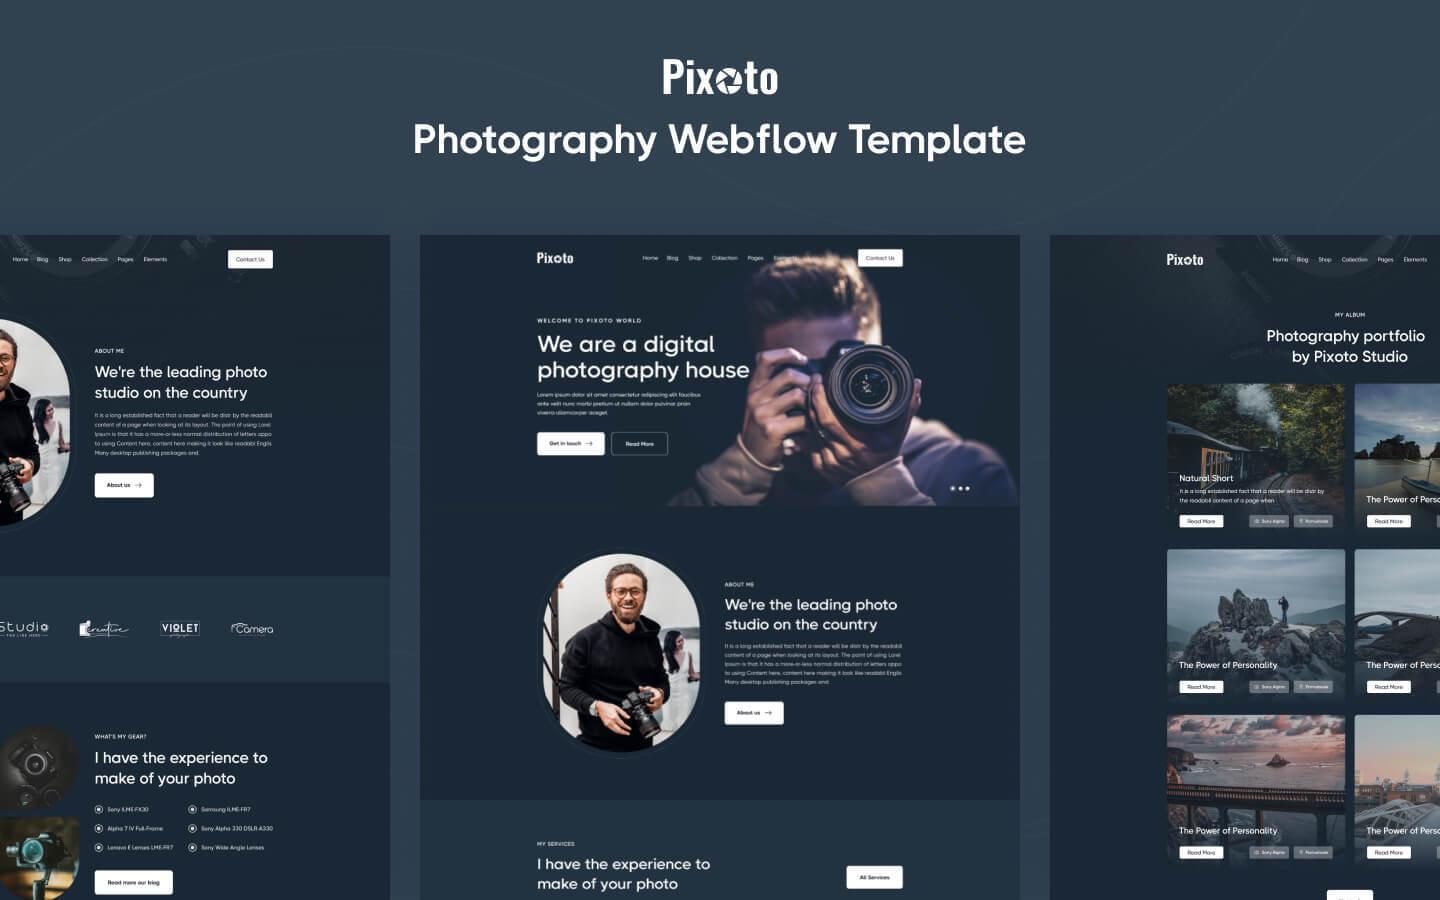 Pixoto
Photography Webflow Template
Home Blog Shop Collection Pages Elements
Contact Us
ABOUT ME
We're the leading photo
studio on the country
It is a long established fact that a reader will be distr by the readabil
content of a page when looking at its layout. The point of using Lorei
Ipsum is that it has a more-or-less normal distribution of letters appo
to using Content here, content here making it look like readabl Englis
Many desktop publishing packages and.
About us
Studio
creative
VIOLET
Camera
WHAT'S MY GEAR?
I have the experience to
make of your photo
Sony ILME-FX30
Samsung ILME-FR7
Alpha 7 IV Full-Frame
Sony Alpha 330 DSLR A330
Lenovo E Lenses LME-FR7
Sony Wide Angle Lenses
Read more our blog
Pixoto
Home Blog Shop Collection Pages Elements
Contact Us
WELCOME TO PIXOTO WORLD
We are a digital
photography house
Lorem ipsum dolor sit amet consectetur adipiscing elit faucibus
ante velit nunc morbi pretium ut nullam dolor pulvinar proin
viverra ullamcorper aceget.
Get in touch
Read More
ABOUT ME
We're the leading photo
studio on the country
It is a long established fact that a reader will be distr by the readabil
content of a page when looking at its layout. The point of using Lorei
Ipsum is that it has a more-or-less normal distribution of letters appo
to using Content here, content here making it look like readabl Englis
Many desktop publishing packages and.
About us
MY SERVICES
I have the experience to
make of your photo
All Services
Pixoto
Home Blog Shop Collection Pages Elements
MY ALBUM
Photography portfolio
by Pixoto Studio
Natural Short
It is a long established fact that a reader will be distr by
the readabil content of a page when
Read More
Sony Alpha
The Power of Perso
Read More
The Power of Personality
Read More
Sony Alpha
The Power of Perso
Read More
The Power of Personality
Read More
Sony Alpha
The Power of Perso
Read More